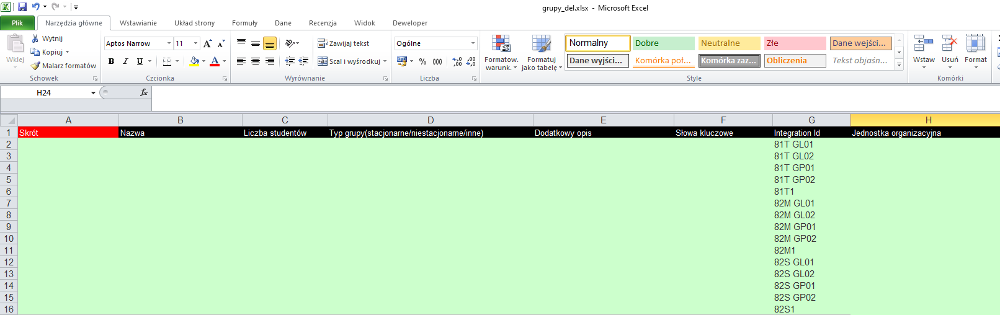 grupy_del.xlsx - Microsoft Excel
Plik Narzędzia główne Wstawianie Układ strony Formuły Dane Recenzja Widok Deweloper
Wklej
Wytnij
Kopiuj
Malarz formatów
Schowek
Aptos Narrow 11
B I U
A A
Czcionka
Zawijaj tekst
Scal i wyśrodkuj
Wyrównanie
Ogólne
% 000 ,00 ,0
Liczba
Formatow. warunk.
Formatuj jako tabelę
Normalny Dobre Neutralne Złe Dane wejści...
Dane wyjści... Komórka poł... Komórka zaz... Obliczenia Tekst objaśn...
Style
Wstaw Usuń Format
Komórki
H24 fx
A B C D E F G H
1 Skrót Nazwa Liczba studentów Typ grupy(stacjonarne/niestacjonarne/inne) Dodatkowy opis Słowa kluczowe Integration Id Jednostka organizacyjna
2 81T GL01
3 81T GL02
4 81T GP01
5 81T GP02
6 81T1
7 82M GL01
8 82M GL02
9 82M GP01
10 82M GP02
11 82M1
12 82S GL01
13 82S GL02
14 82S GP01
15 82S GP02
16 82S1